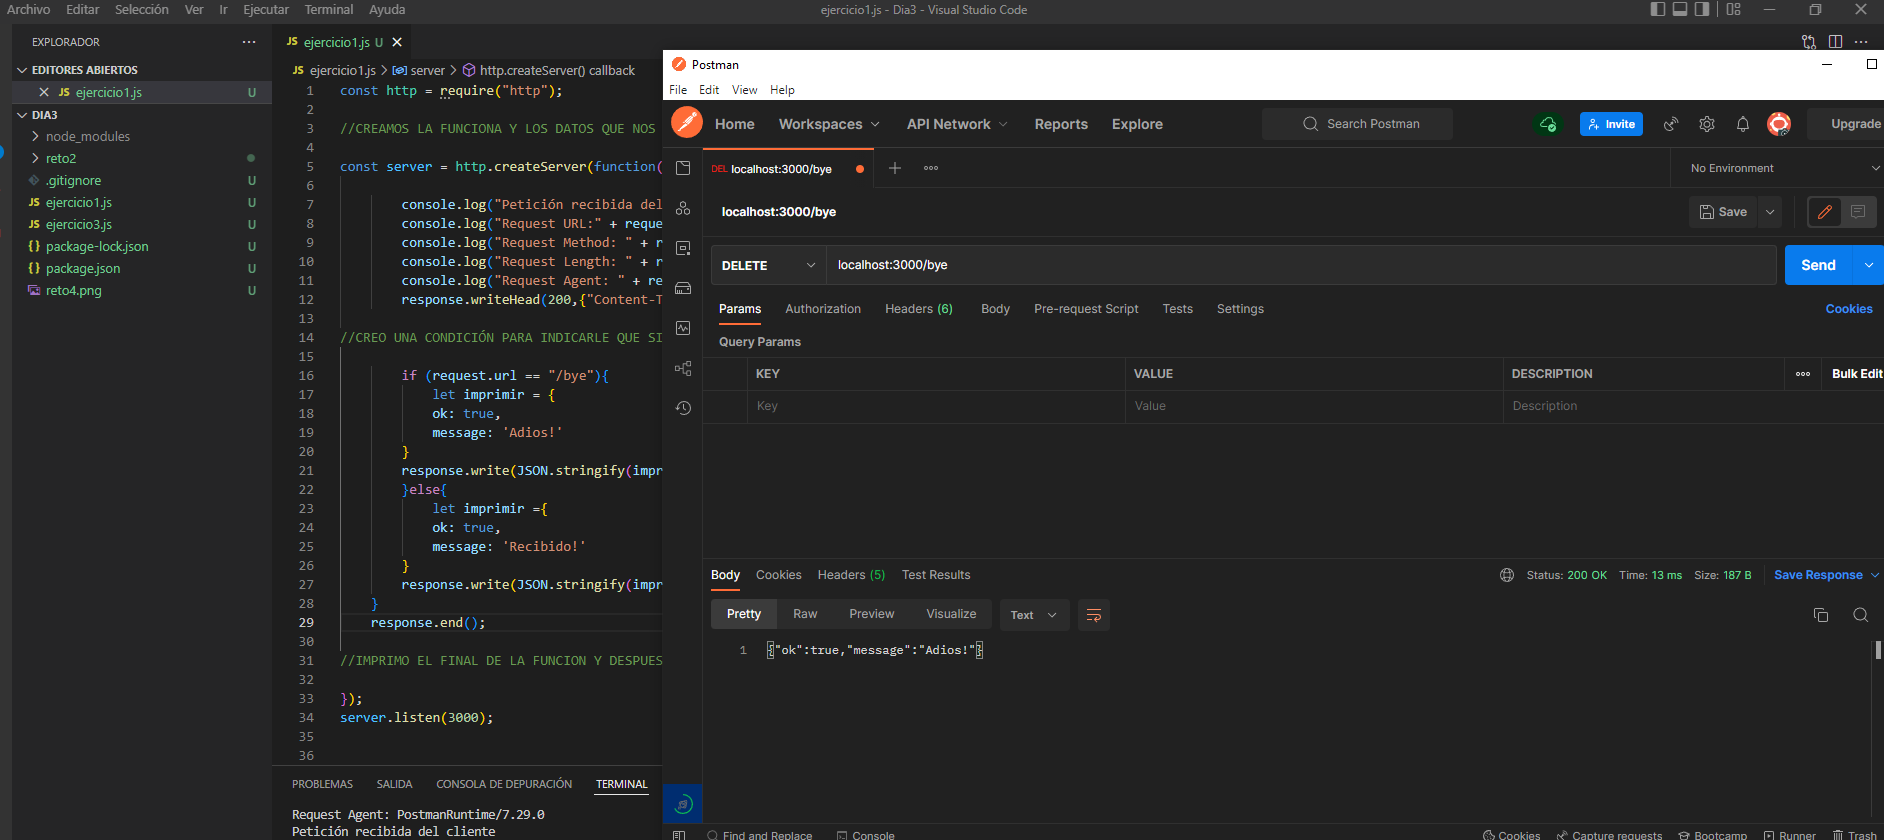 Archivo Editar Selección Ver Ir Ejecutar Terminal Ayuda
ejercicio1.js - Dia3 - Visual Studio Code
EXPLORADOR
EDITORES ABIERTOS
JS ejercicio1.js U
DIA3
node_modules
reto2
.gitignore U
JS ejercicio1.js U
JS ejercicio3.js U
{} package-lock.json U
{} package.json U
reto4.png U
JS ejercicio1.js U
JS ejercicio1.js > server > http.createServer() callback
1 const http = require("http");
2
3 //CREAMOS LA FUNCIONA Y LOS DATOS QUE NOS
4
5 const server = http.createServer(function(
6
7 console.log("Petición recibida del
8 console.log("Request URL:" + reque
9 console.log("Request Method: " + r
10 console.log("Request Length: " + r
11 console.log("Request Agent: " + re
12 response.writeHead(200,{"Content-T
13
14 //CREO UNA CONDICIÓN PARA INDICARLE QUE SI
15
16 if (request.url == "/bye"){
17 let imprimir = {
18 ok: true,
19 message: 'Adios!'
20 }
21 response.write(JSON.stringify(impr
22 }else{
23 let imprimir ={
24 ok: true,
25 message: 'Recibido!'
26 }
27 response.write(JSON.stringify(impr
28 }
29 response.end();
30
31 //IMPRIMO EL FINAL DE LA FUNCION Y DESPUES
32
33 });
34 server.listen(3000);
35
36
PROBLEMAS SALIDA CONSOLA DE DEPURACIÓN TERMINAL
Request Agent: PostmanRuntime/7.29.0
Petición recibida del cliente
Postman
File Edit View Help
Home Workspaces API Network Reports Explore Search Postman Invite Upgrade
DEL localhost:3000/bye No Environment
localhost:3000/bye Save
DELETE localhost:3000/bye Send
Params Authorization Headers (6) Body Pre-request Script Tests Settings Cookies
Query Params
KEY VALUE DESCRIPTION Bulk Edit
Key Value Description
Body Cookies Headers (5) Test Results Status: 200 OK Time: 13 ms Size: 187 B Save Response
Pretty Raw Preview Visualize Text
1 {"ok":true,"message":"Adios!"}
Find and Replace Console Cookies Capture requests Bootcamp Runner Trash